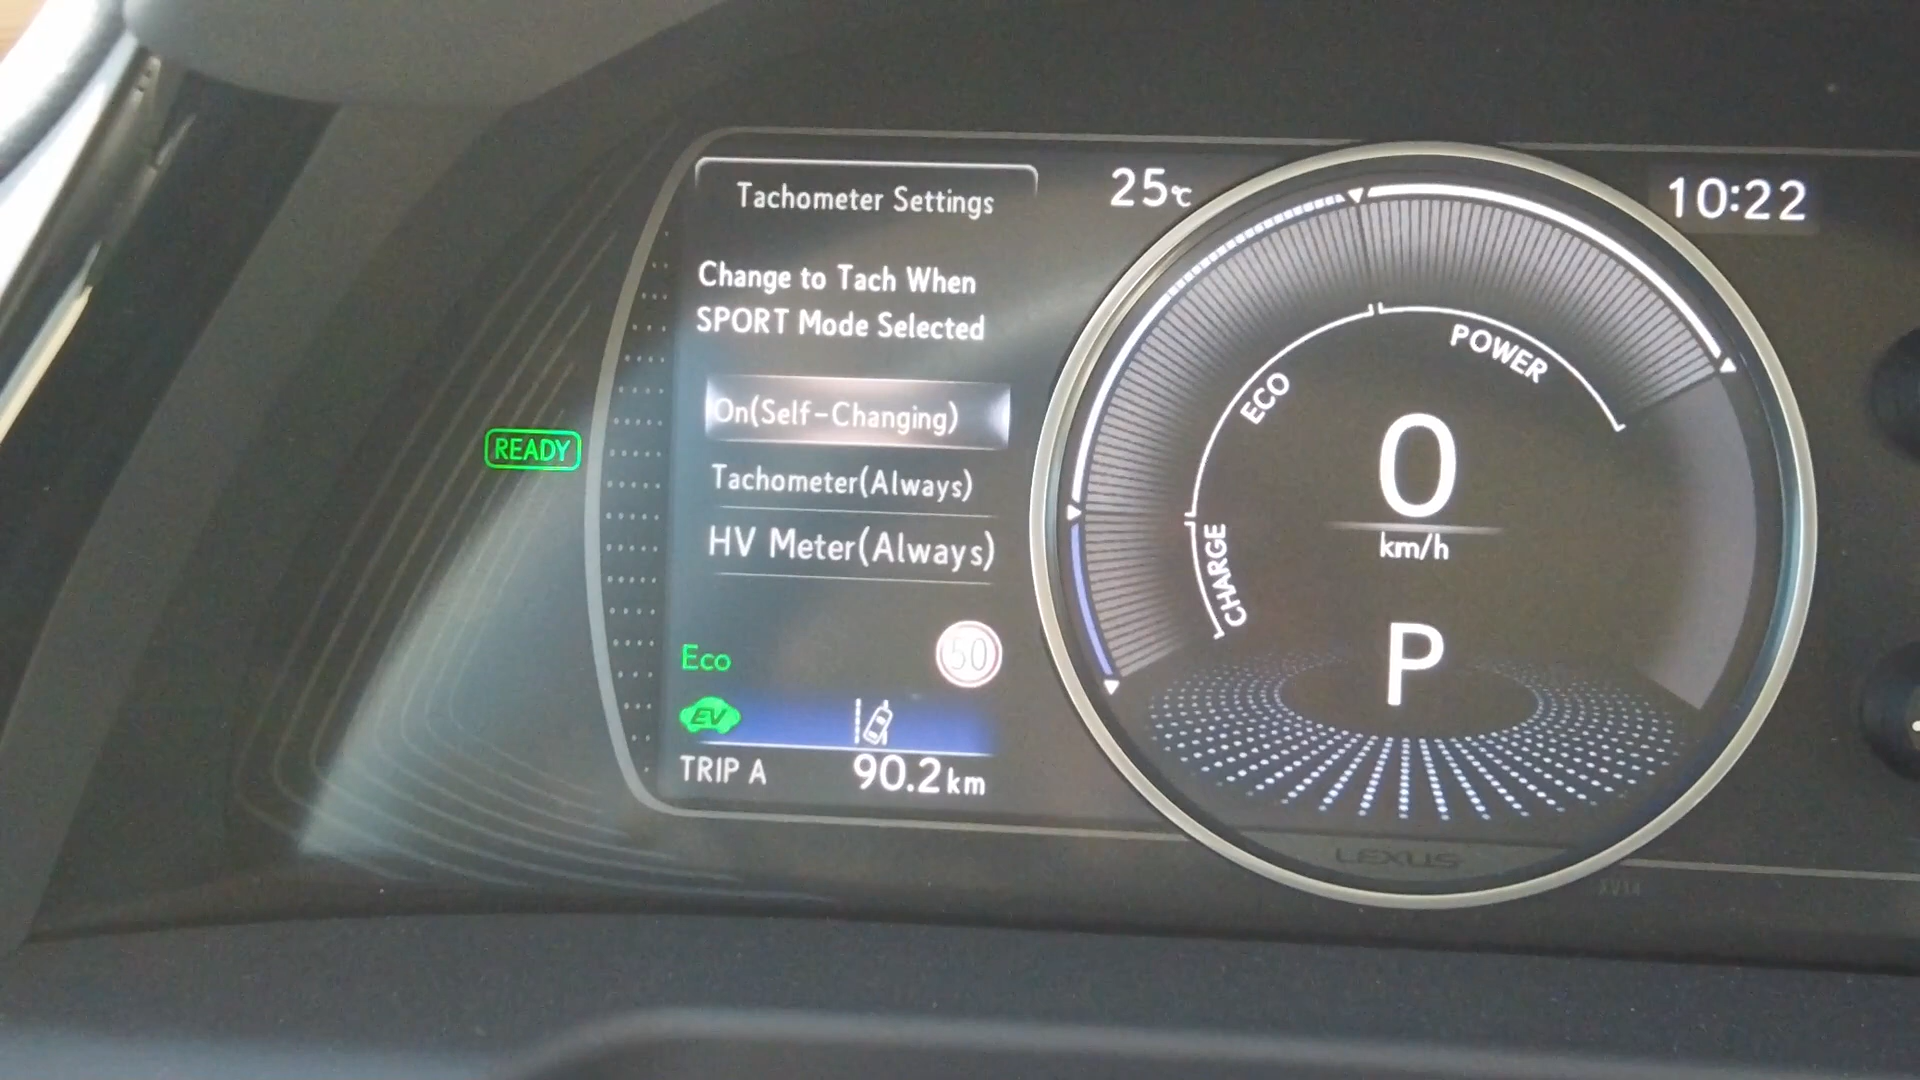 Tachometer Settings
25℃
10:22
Change to Tach When
SPORT Mode Selected
On(Self-Changing)
Tachometer(Always)
HV Meter(Always)
READY
ECO
POWER
CHARGE
0
km/h
P
Eco
50
EV
TRIP A 90.2km
LEXUS